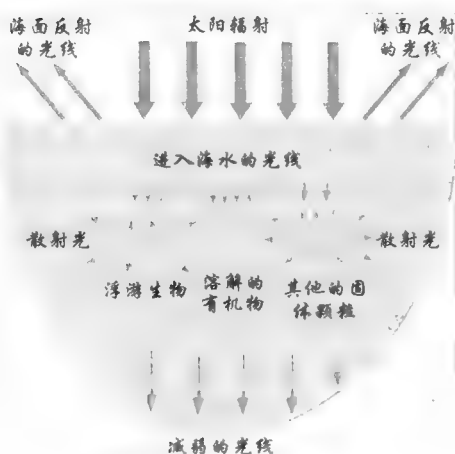 海面反射
的光线
太阳辐射
海面反射
的光线
进入海水的光线
散射光
散射光
浮游生物
溶解的
有机物
其他的固
体颗粒
减弱的光线